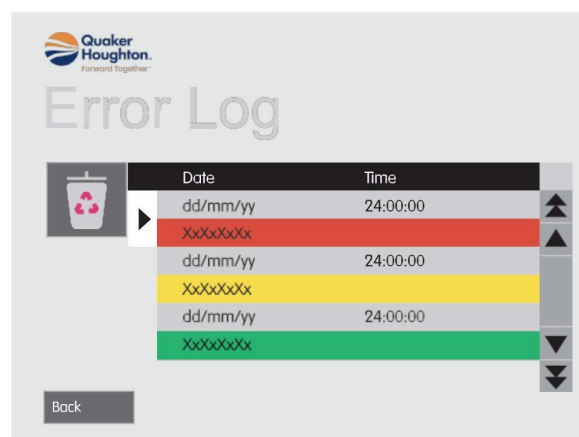 Quaker
Houghton.
Forward Together™
Error Log
Date Time
dd/mm/yy 24:00:00
XxXxXxXx
dd/mm/yy 24:00:00
XxXxXxXx
dd/mm/yy 24:00:00
XxXxXxXx
Back